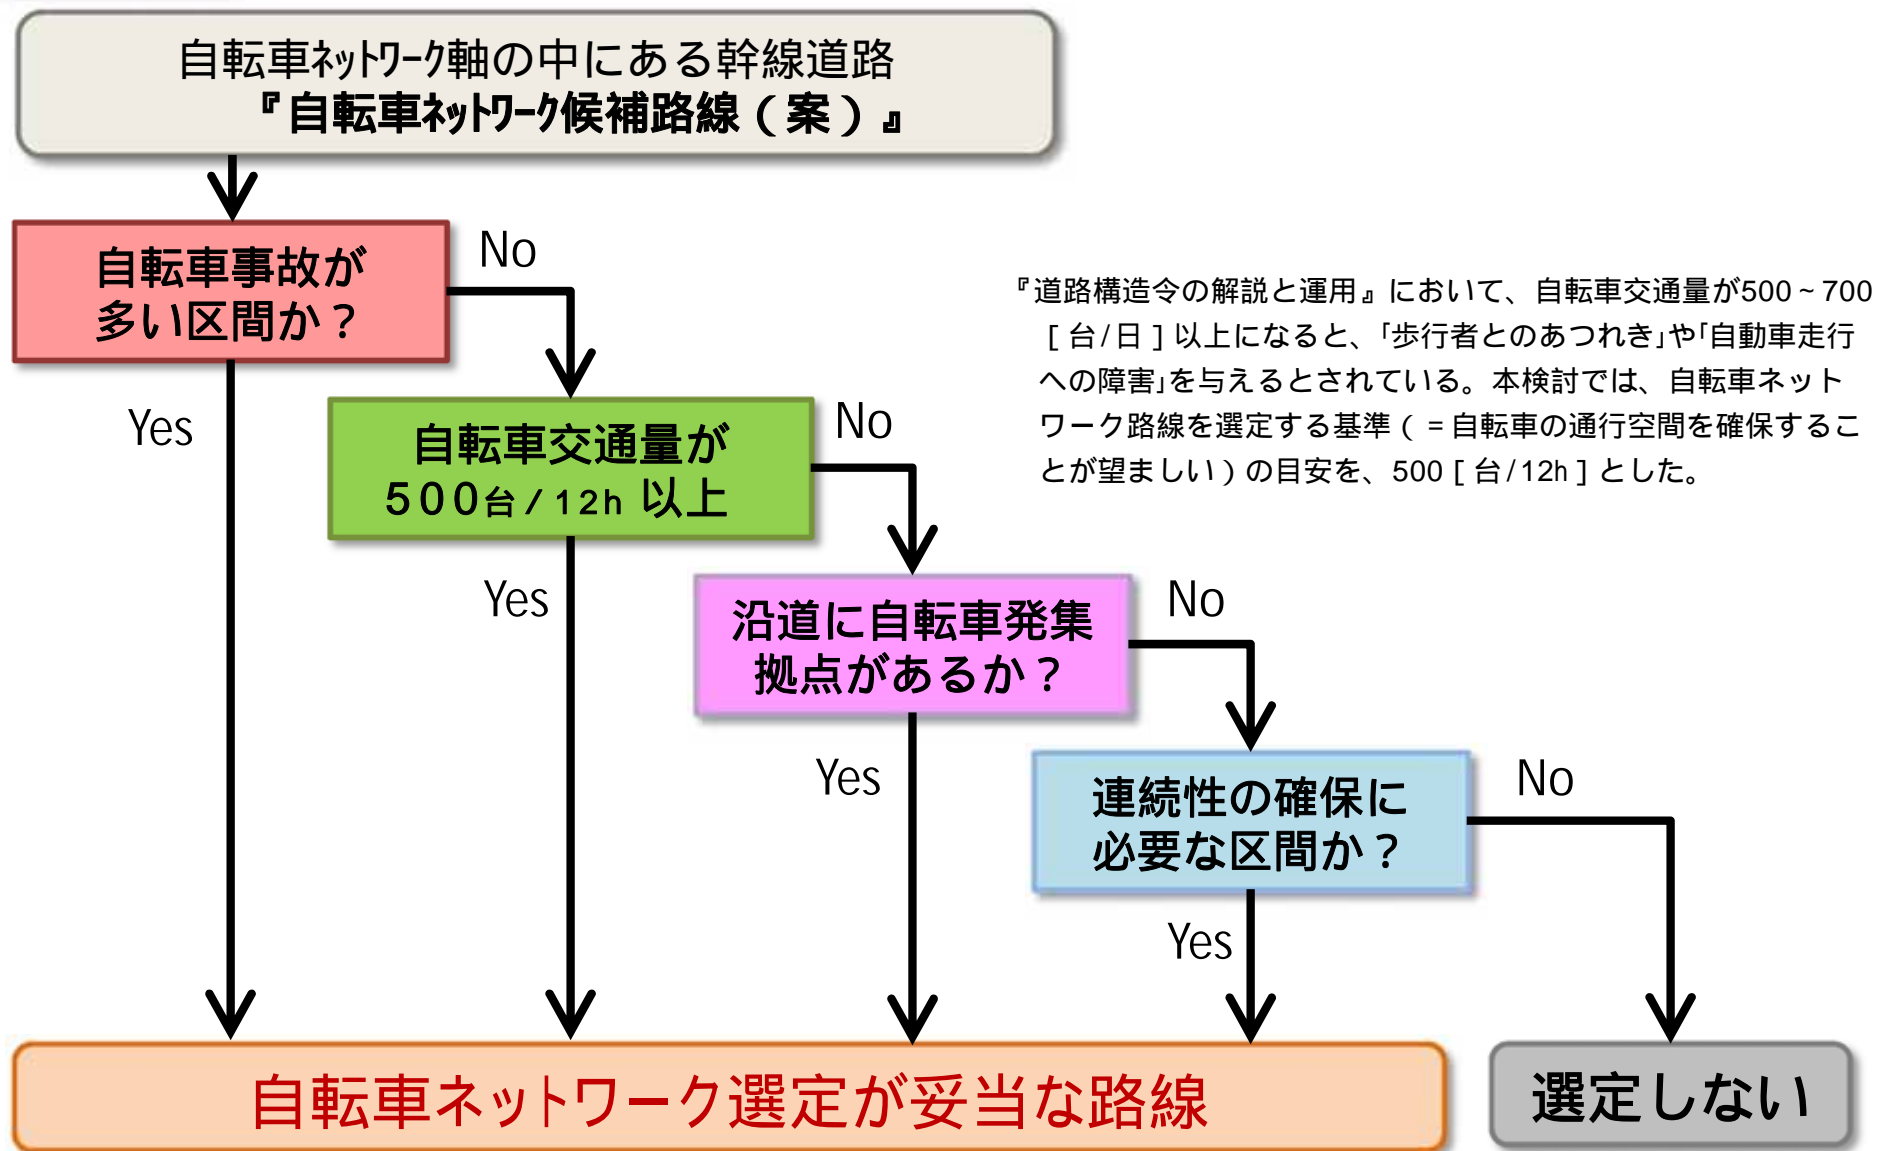 自転車ﾈｯﾄﾜｰｸ軸の中にある幹線道路
『自転車ﾈｯﾄﾜｰｸ候補路線（案）』
自転車事故が
多い区間か？
No
Yes
『道路構造令の解説と運用』において、自転車交通量が500～700
［台/日］以上になると、｢歩行者とのあつれき｣や｢自動車走行
への障害｣を与えるとされている。本検討では、自転車ネット
ワーク路線を選定する基準（=自転車の通行空間を確保するこ
とが望ましい）の目安を、500［台/12h］とした。
自転車交通量が
５００台／12h 以上
No
Yes
沿道に自転車発集
拠点があるか？
No
Yes
連続性の確保に
必要な区間か？
No
Yes
自転車ネットワーク選定が妥当な路線
選定しない